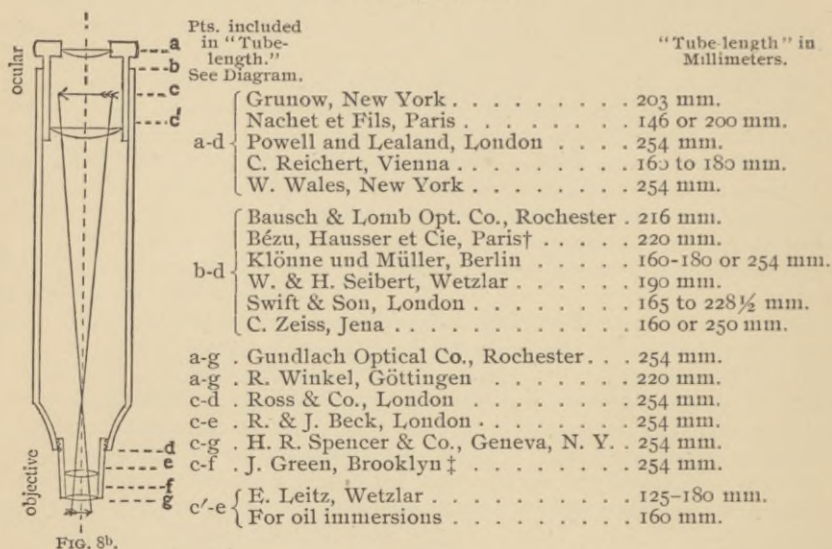 Pts. included
in "Tube-
length."
See Diagram.
"Tube-length" in
Millimeters.
ocular
a
b
c
c'
d
e
f
g
objective
FIG. 8b.
a-d
Grunow, New York . . . . . . . . . 203 mm.
Nachet et Fils, Paris . . . . . . . . 146 or 200 mm.
Powell and Lealand, London . . . . 254 mm.
C. Reichert, Vienna . . . . . . . . . 160 to 180 mm.
W. Wales, New York . . . . . . . . 254 mm.
b-d
Bausch & Lomb Opt. Co., Rochester . 216 mm.
Bézu, Hausser et Cie, Paris† . . . . . 220 mm.
Klönne und Müller, Berlin . . . . . 160-180 or 254 mm.
W. & H. Seibert, Wetzlar . . . . . . 190 mm.
Swift & Son, London . . . . . . . . 165 to 228½ mm.
C. Zeiss, Jena . . . . . . . . . . . . 160 or 250 mm.
a-g . Gundlach Optical Co., Rochester. . . 254 mm.
a-g . R. Winkel, Göttingen . . . . . . . 220 mm.
c-d . Ross & Co., London . . . . . . . . 254 mm.
c-e . R. & J. Beck, London . . . . . . . . 254 mm.
c-g . H. R. Spencer & Co., Geneva, N. Y. . 254 mm.
c-f . J. Green, Brooklyn ‡ . . . . . . . . 254 mm.
c'-e
E. Leitz, Wetzlar . . . . . . . . . . 125–180 mm.
For oil immersions . . . . . . . . . 160 mm.